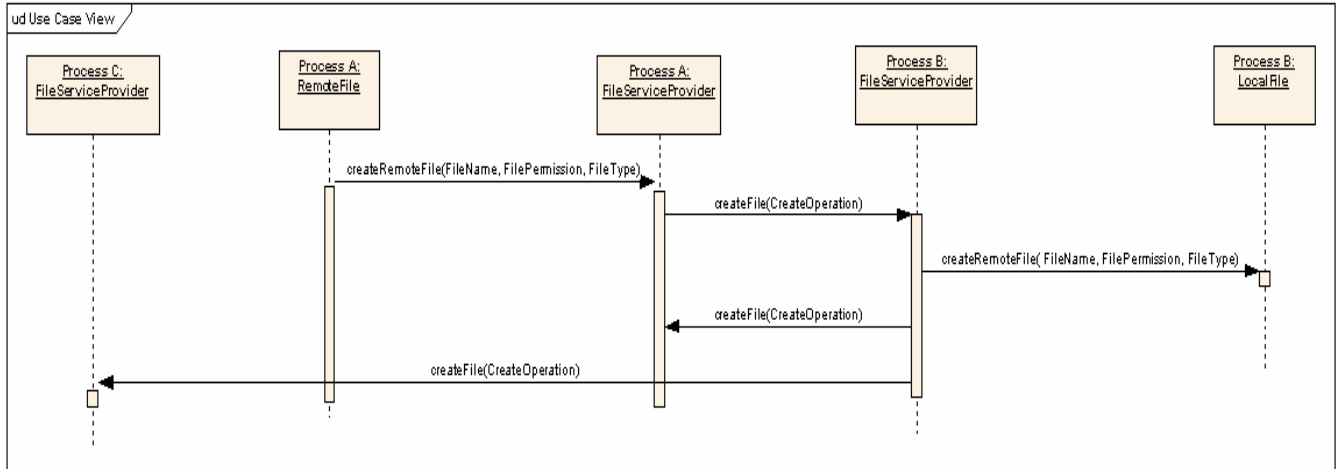 ud Use Case View
Process C:
FileServiceProvider
Process A:
RemoteFile
Process A:
FileServiceProvider
Process B:
FileServiceProvider
Process B:
LocalFile
createRemoteFile(FileName, FilePermission, FileType)
createFile(CreateOperation)
createRemoteFile( FileName, FilePermission, FileType)
createFile(CreateOperation)
createFile(CreateOperation)